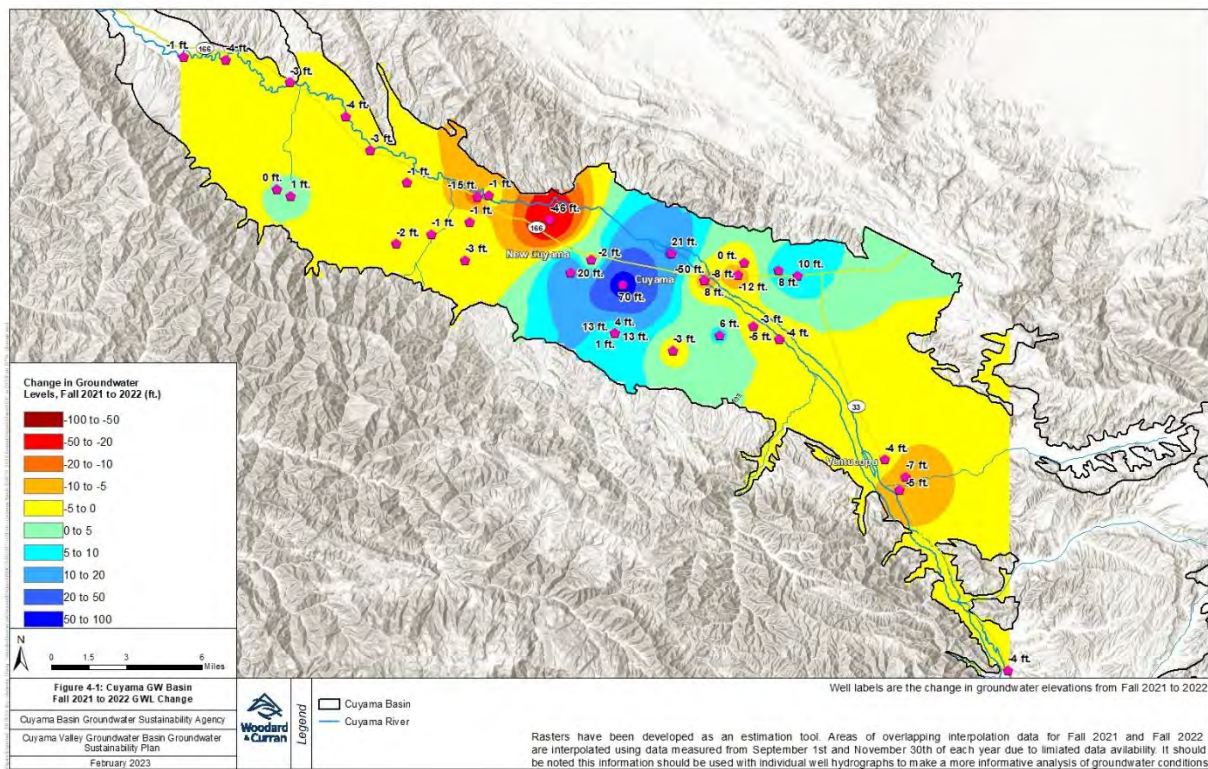 -1 ft.
166
-4 ft.
-3 ft.
-4 ft.
-3 ft.
0 ft.
1 ft.
-1 ft.
-15 ft.
-1 ft.
-1 ft.
-1 ft.
-2 ft.
-3 ft.
-46 ft.
166
New Cuyama
-2 ft.
20 ft.
21 ft.
Cuyama
70 ft.
-50 ft.
8 ft.
0 ft.
-8 ft.
-12 ft.
10 ft.
8 ft.
13 ft.
4 ft.
13 ft.
1 ft.
6 ft.
-3 ft.
-3 ft.
-5 ft.
-4 ft.
33
-4 ft.
Ventucopa
-7 ft.
-5 ft.
-4 ft.
Change in Groundwater
Levels, Fall 2021 to 2022 (ft.)
-100 to -50
-50 to -20
-20 to -10
-10 to -5
-5 to 0
0 to 5
5 to 10
10 to 20
20 to 50
50 to 100
N
0 1.5 3 6
Miles
Figure 4-1: Cuyama GW Basin
Fall 2021 to 2022 GWL Change
Cuyama Basin Groundwater Sustainability Agency
Cuyama Valley Groundwater Basin Groundwater
Sustainability Plan
February 2023
Woodard
& Curran
Legend
Cuyama Basin
Cuyama River
Well labels are the change in groundwater elevations from Fall 2021 to 2022
Rasters have been developed as an estimation tool. Areas of overlapping interpolation data for Fall 2021 and Fall 2022
are interpolated using data measured from September 1st and November 30th of each year due to limiated data avilability. It should
be noted this information should be used with individual well hydrographs to make a more informative analysis of groundwater conditions